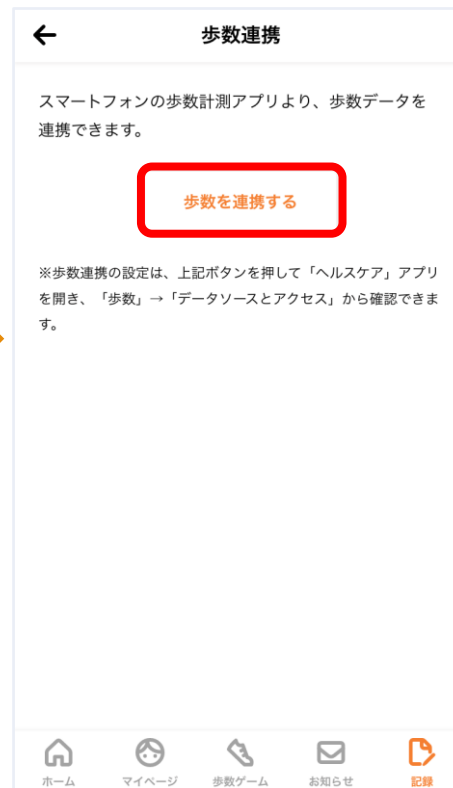 歩数連携
スマートフォンの歩数計測アプリより、歩数データを
連携できます。
歩数を連携する
※歩数連携の設定は、上記ボタンを押して「ヘルスケア」アプリ
を開き、「歩数」→「データソースとアクセス」から確認できま
す。
ホーム マイページ 歩数ゲーム お知らせ 記録